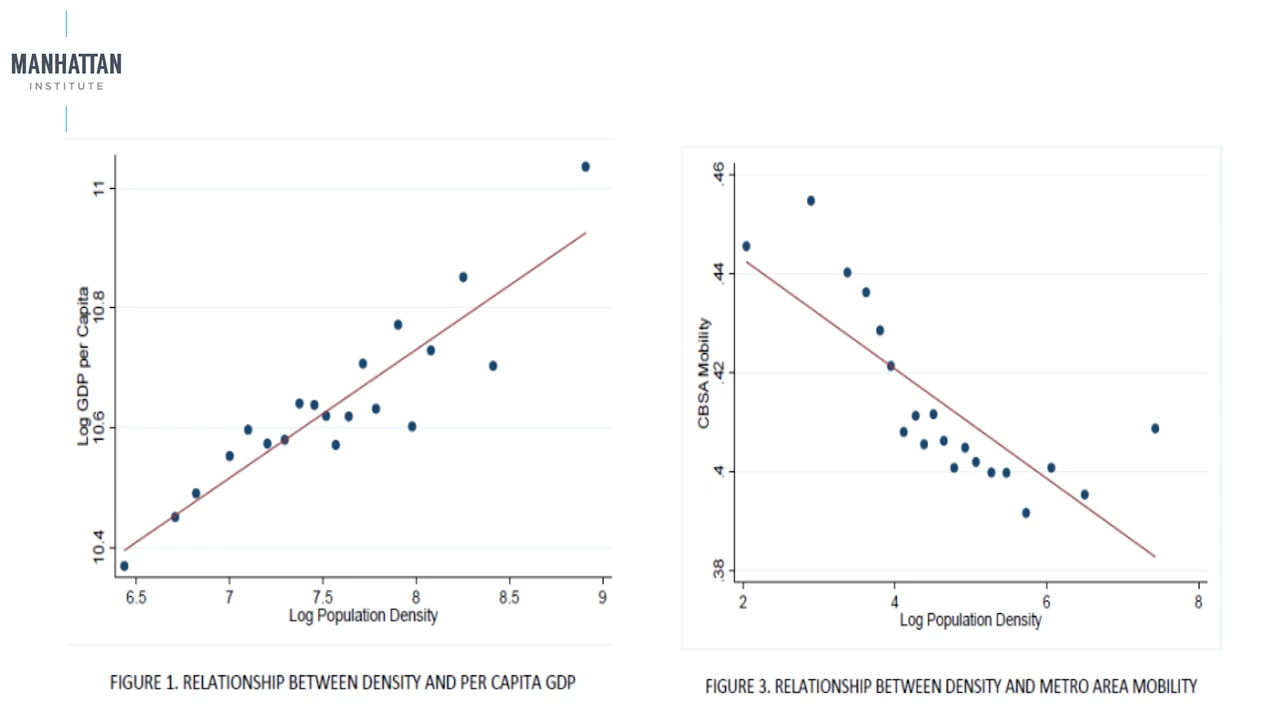 MANHATTAN
INSTITUTE
Log GDP per Capita
11
10.8
10.6
10.4
6.5 7 7.5 8 8.5 9
Log Population Density
FIGURE 1. RELATIONSHIP BETWEEN DENSITY AND PER CAPITA GDP
CBSA Mobility
.46
.44
.42
.4
.38
2 4 6 8
Log Population Density
FIGURE 3. RELATIONSHIP BETWEEN DENSITY AND METRO AREA MOBILITY